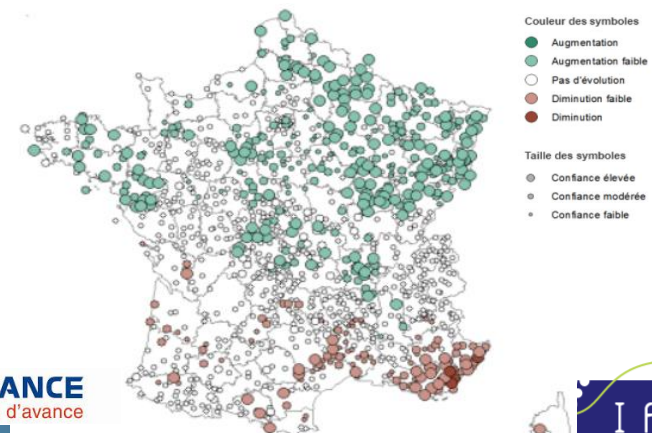 Couleur des symboles
Augmentation
Augmentation faible
Pas d'évolution
Diminution faible
Diminution
Taille des symboles
Confiance élevée
Confiance modérée
Confiance faible
ANCE
d'avance
I f